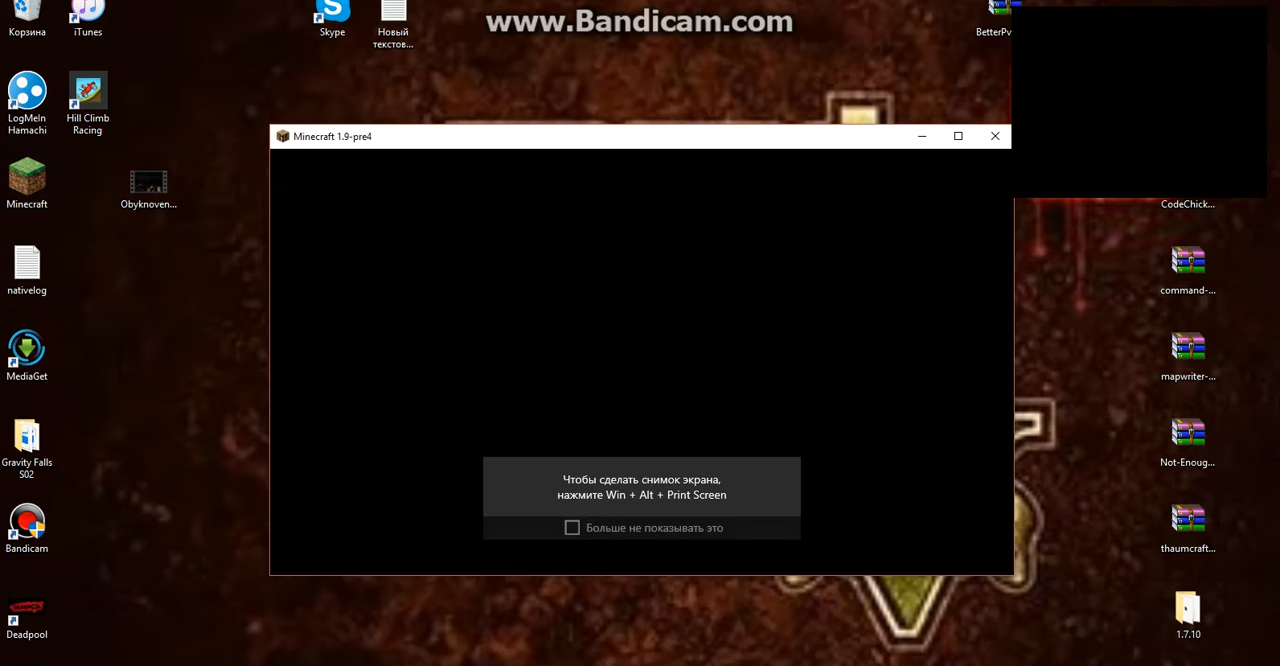 www.Bandicam.com
Корзина
iTunes
Skype
Новый
текстов...
BetterPv
LogMeIn
Hamachi
Hill Climb
Racing
Minecraft 1.9-pre4
Minecraft
Obyknoven...
CodeChick...
nativelog
command-...
MediaGet
mapwriter-...
Gravity Falls
S02
Not-Enoug...
Чтобы сделать снимок экрана,
нажмите Win + Alt + Print Screen
Больше не показывать это
Bandicam
thaumcraft...
Deadpool
1.7.10